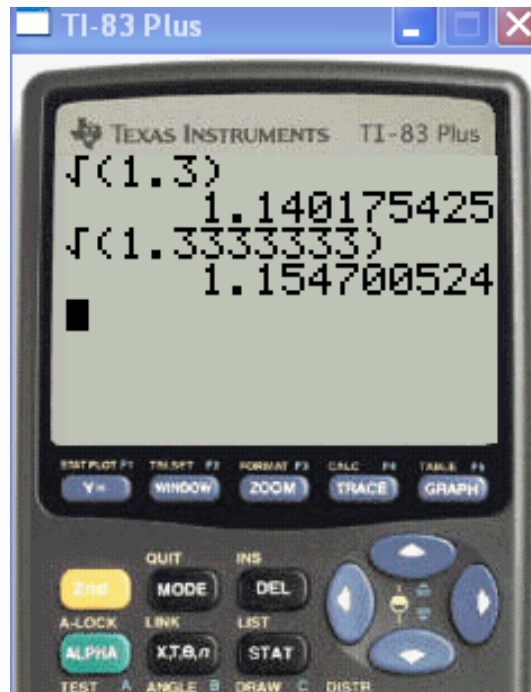 TI-83 Plus
TEXAS INSTRUMENTS TI-83 Plus
√(1.3)
1.140175425
√(1.3333333)
1.154700524
STAT PLOT F1 TBLSET F2 FORMAT F3 CALC F4 TABLE F5
Y= WINDOW ZOOM TRACE GRAPH
QUIT INS
2nd MODE DEL
A-LOCK LINK LIST
ALPHA X,T,θ,n STAT
TEST A ANGLE B DRAW C DISTR